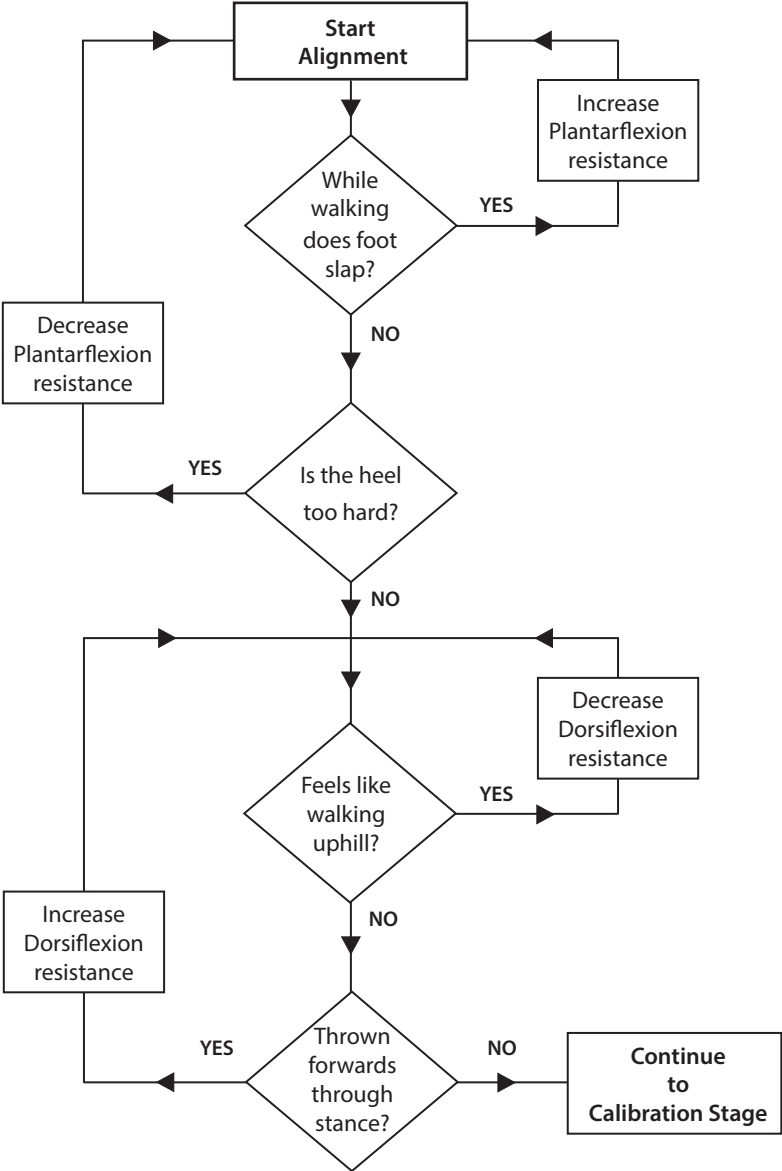 Start
Alignment
Increase
Plantarflexion
resistance
While
walking
does foot
slap?
YES
NO
Decrease
Plantarflexion
resistance
YES
Is the heel
too hard?
NO
Decrease
Dorsiflexion
resistance
Feels like
walking
uphill?
YES
NO
Increase
Dorsiflexion
resistance
YES
Thrown
forwards
through
stance?
NO
Continue
to
Calibration Stage